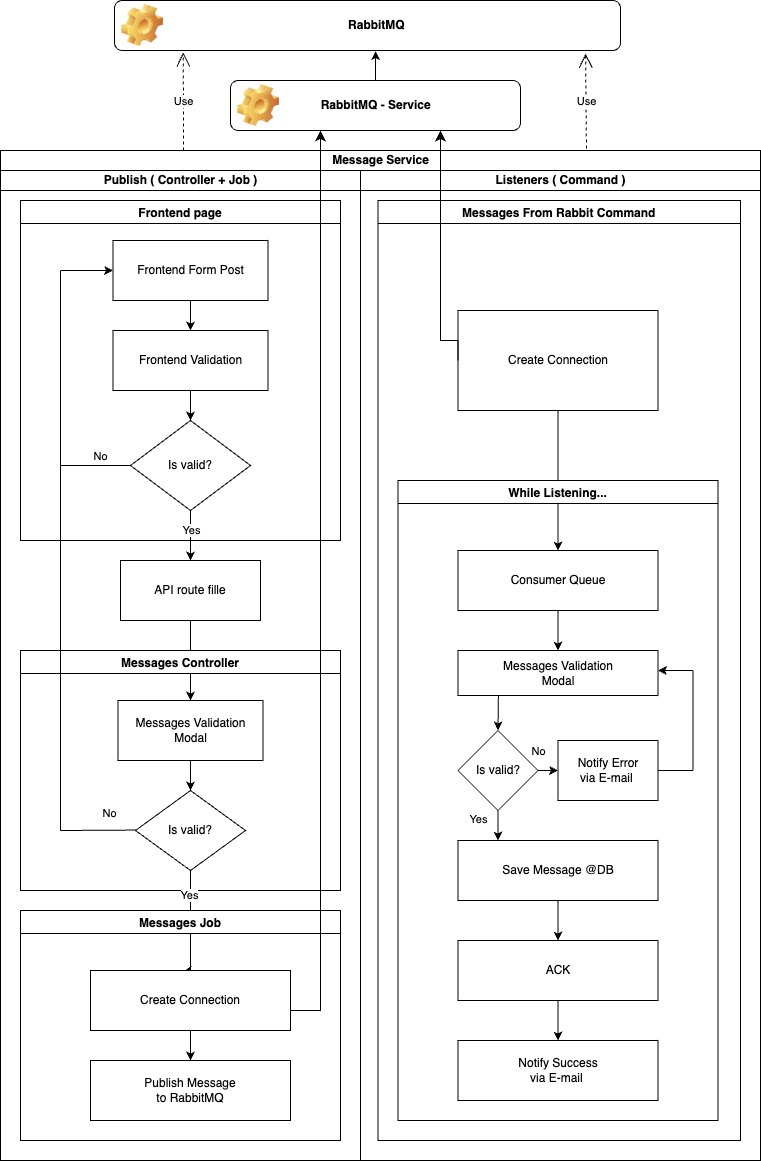 RabbitMQ
Use
RabbitMQ - Service
Use
Message Service
Publish ( Controller + Job )
Frontend page
Frontend Form Post
Frontend Validation
No
Is valid?
Yes
API route fille
Messages Controller
Messages Validation
Modal
No
Is valid?
Yes
Messages Job
Create Connection
Publish Message
to RabbitMQ
Listeners ( Command )
Messages From Rabbit Command
Create Connection
While Listening...
Consumer Queue
Messages Validation
Modal
Is valid?
No
Notify Error
via E-mail
Yes
Save Message @DB
ACK
Notify Success
via E-mail